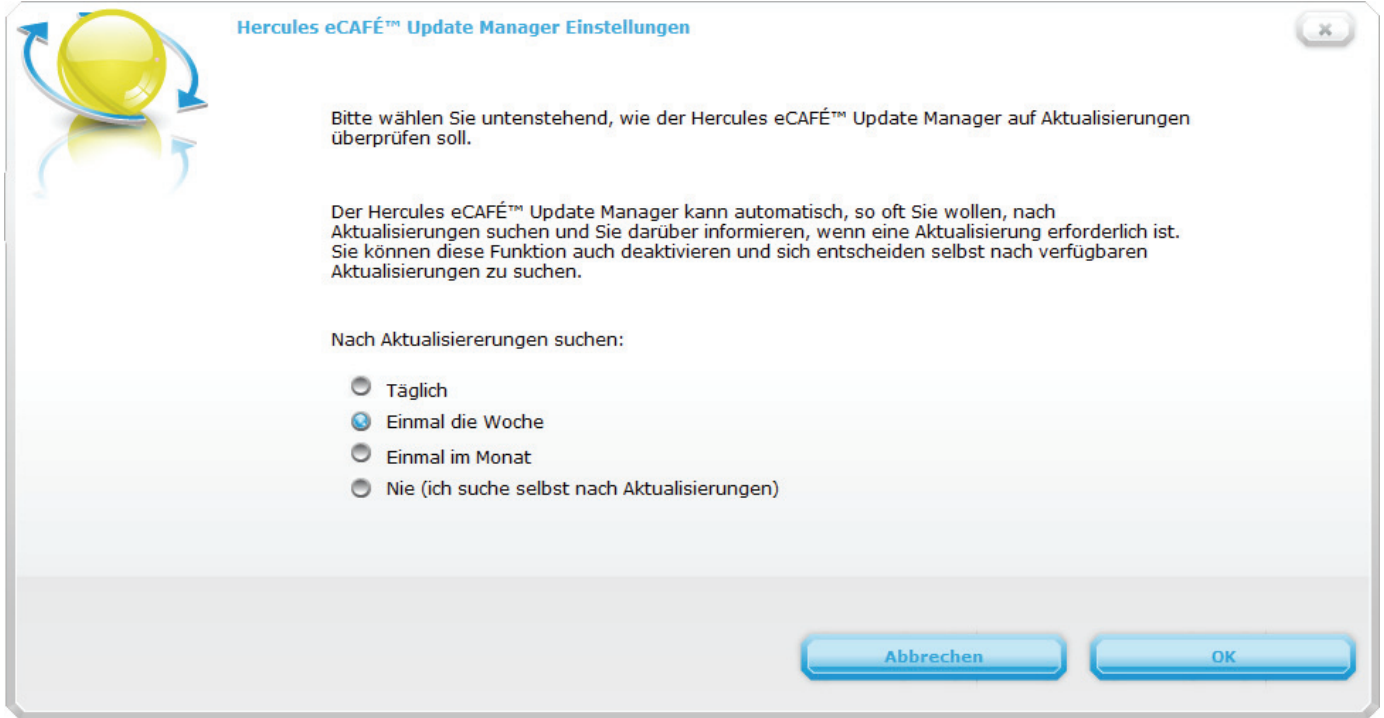 Hercules eCAFÉ™ Update Manager Einstellungen
Bitte wählen Sie untenstehend, wie der Hercules eCAFÉ™ Update Manager auf Aktualisierungen
überprüfen soll.
Der Hercules eCAFÉ™ Update Manager kann automatisch, so oft Sie wollen, nach
Aktualisierungen suchen und Sie darüber informieren, wenn eine Aktualisierung erforderlich ist.
Sie können diese Funktion auch deaktivieren und sich entscheiden selbst nach verfügbaren
Aktualisierungen zu suchen.
Nach Aktualisiererungen suchen:
Täglich
Einmal die Woche
Einmal im Monat
Nie (ich suche selbst nach Aktualisierungen)
Abbrechen
OK